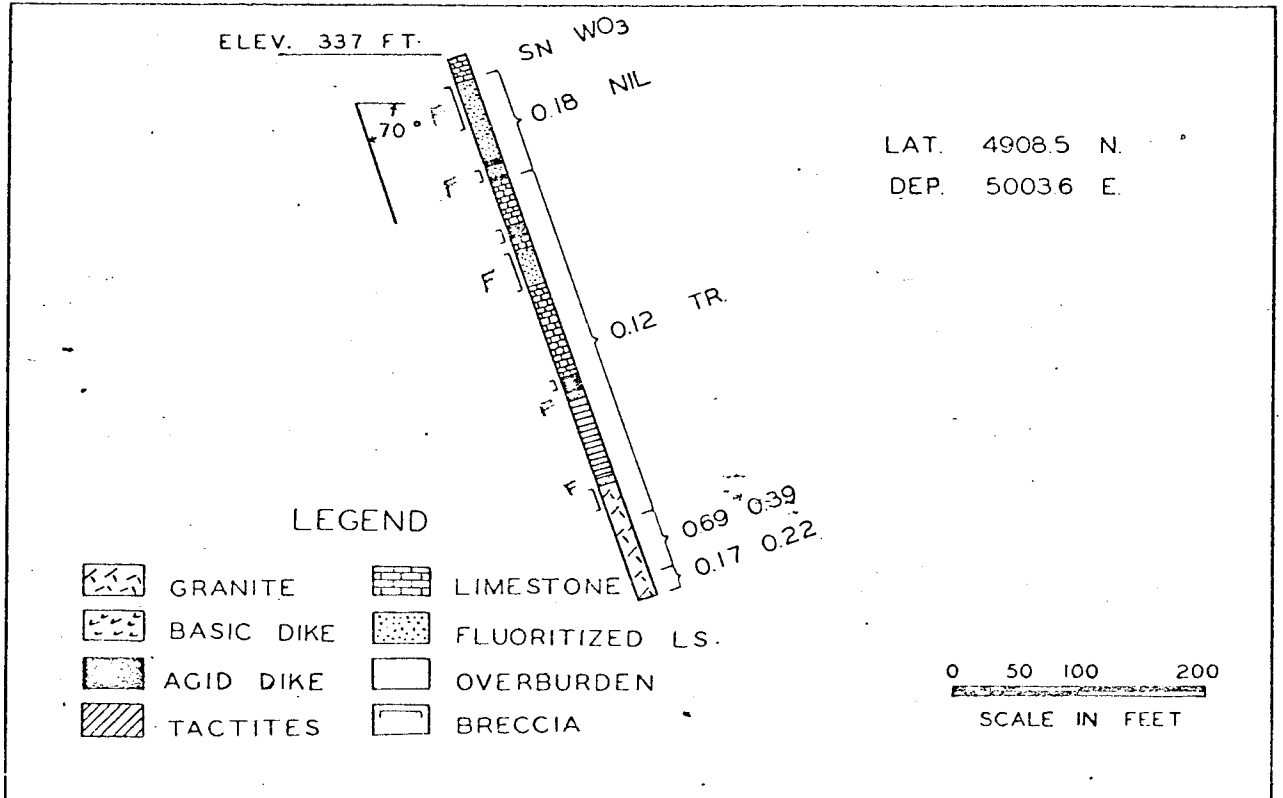 ELEV. 337 FT.
SN WO3
70°
F
0.18 NIL
LAT. 4908.5 N.
DEP. 5003.6 E.
F
F
0.12 TR.
F
F
0.69 0.39
0.17 0.22
LEGEND
GRANITE
LIMESTONE
BASIC DIKE
FLUORITIZED LS.
ACID DIKE
OVERBURDEN
TACTITES
BRECCIA
0 50 100 200
SCALE IN FEET